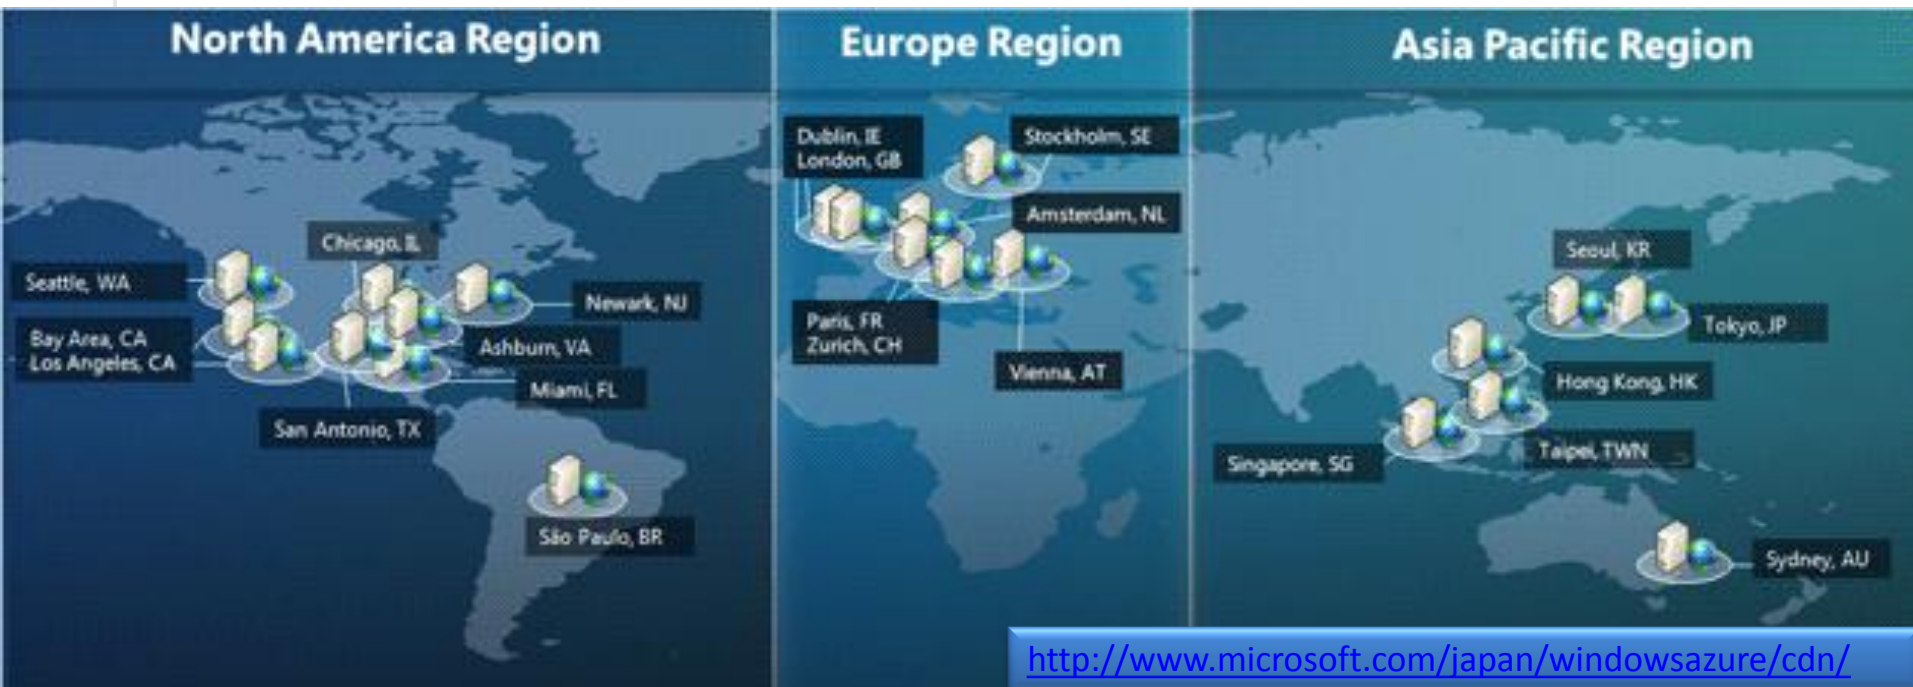 North America Region
Chicago, IL
Seattle, WA
Newark, NJ
Bay Area, CA
Los Angeles, CA
Ashburn, VA
Miami, FL
San Antonio, TX
São Paulo, BR
Europe Region
Dublin, IE
London, GB
Stockholm, SE
Amsterdam, NL
Paris, FR
Zurich, CH
Vienna, AT
Asia Pacific Region
Seoul, KR
Tokyo, JP
Hong Kong, HK
Taipei, TWN
Singapore, SG
Sydney, AU
http://www.microsoft.com/japan/windowsazure/cdn/